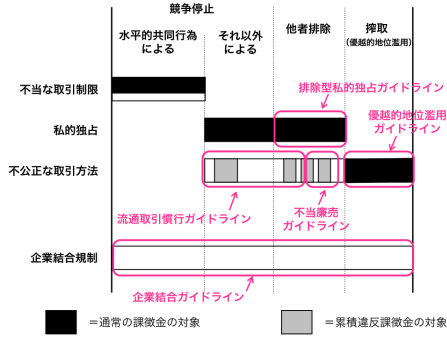 競争停止
水平的共同行為
による
それ以外
による
他者排除
搾取
(優越的地位濫用)
不当な取引制限
排除型私的独占ガイドライン
私的独占
優越的地位濫用
ガイドライン
不公正な取引方法
流通取引慣行ガイドライン
不当廉売
ガイドライン
企業結合規制
企業結合ガイドライン
＝通常の課徴金の対象
＝累積違反課徴金の対象